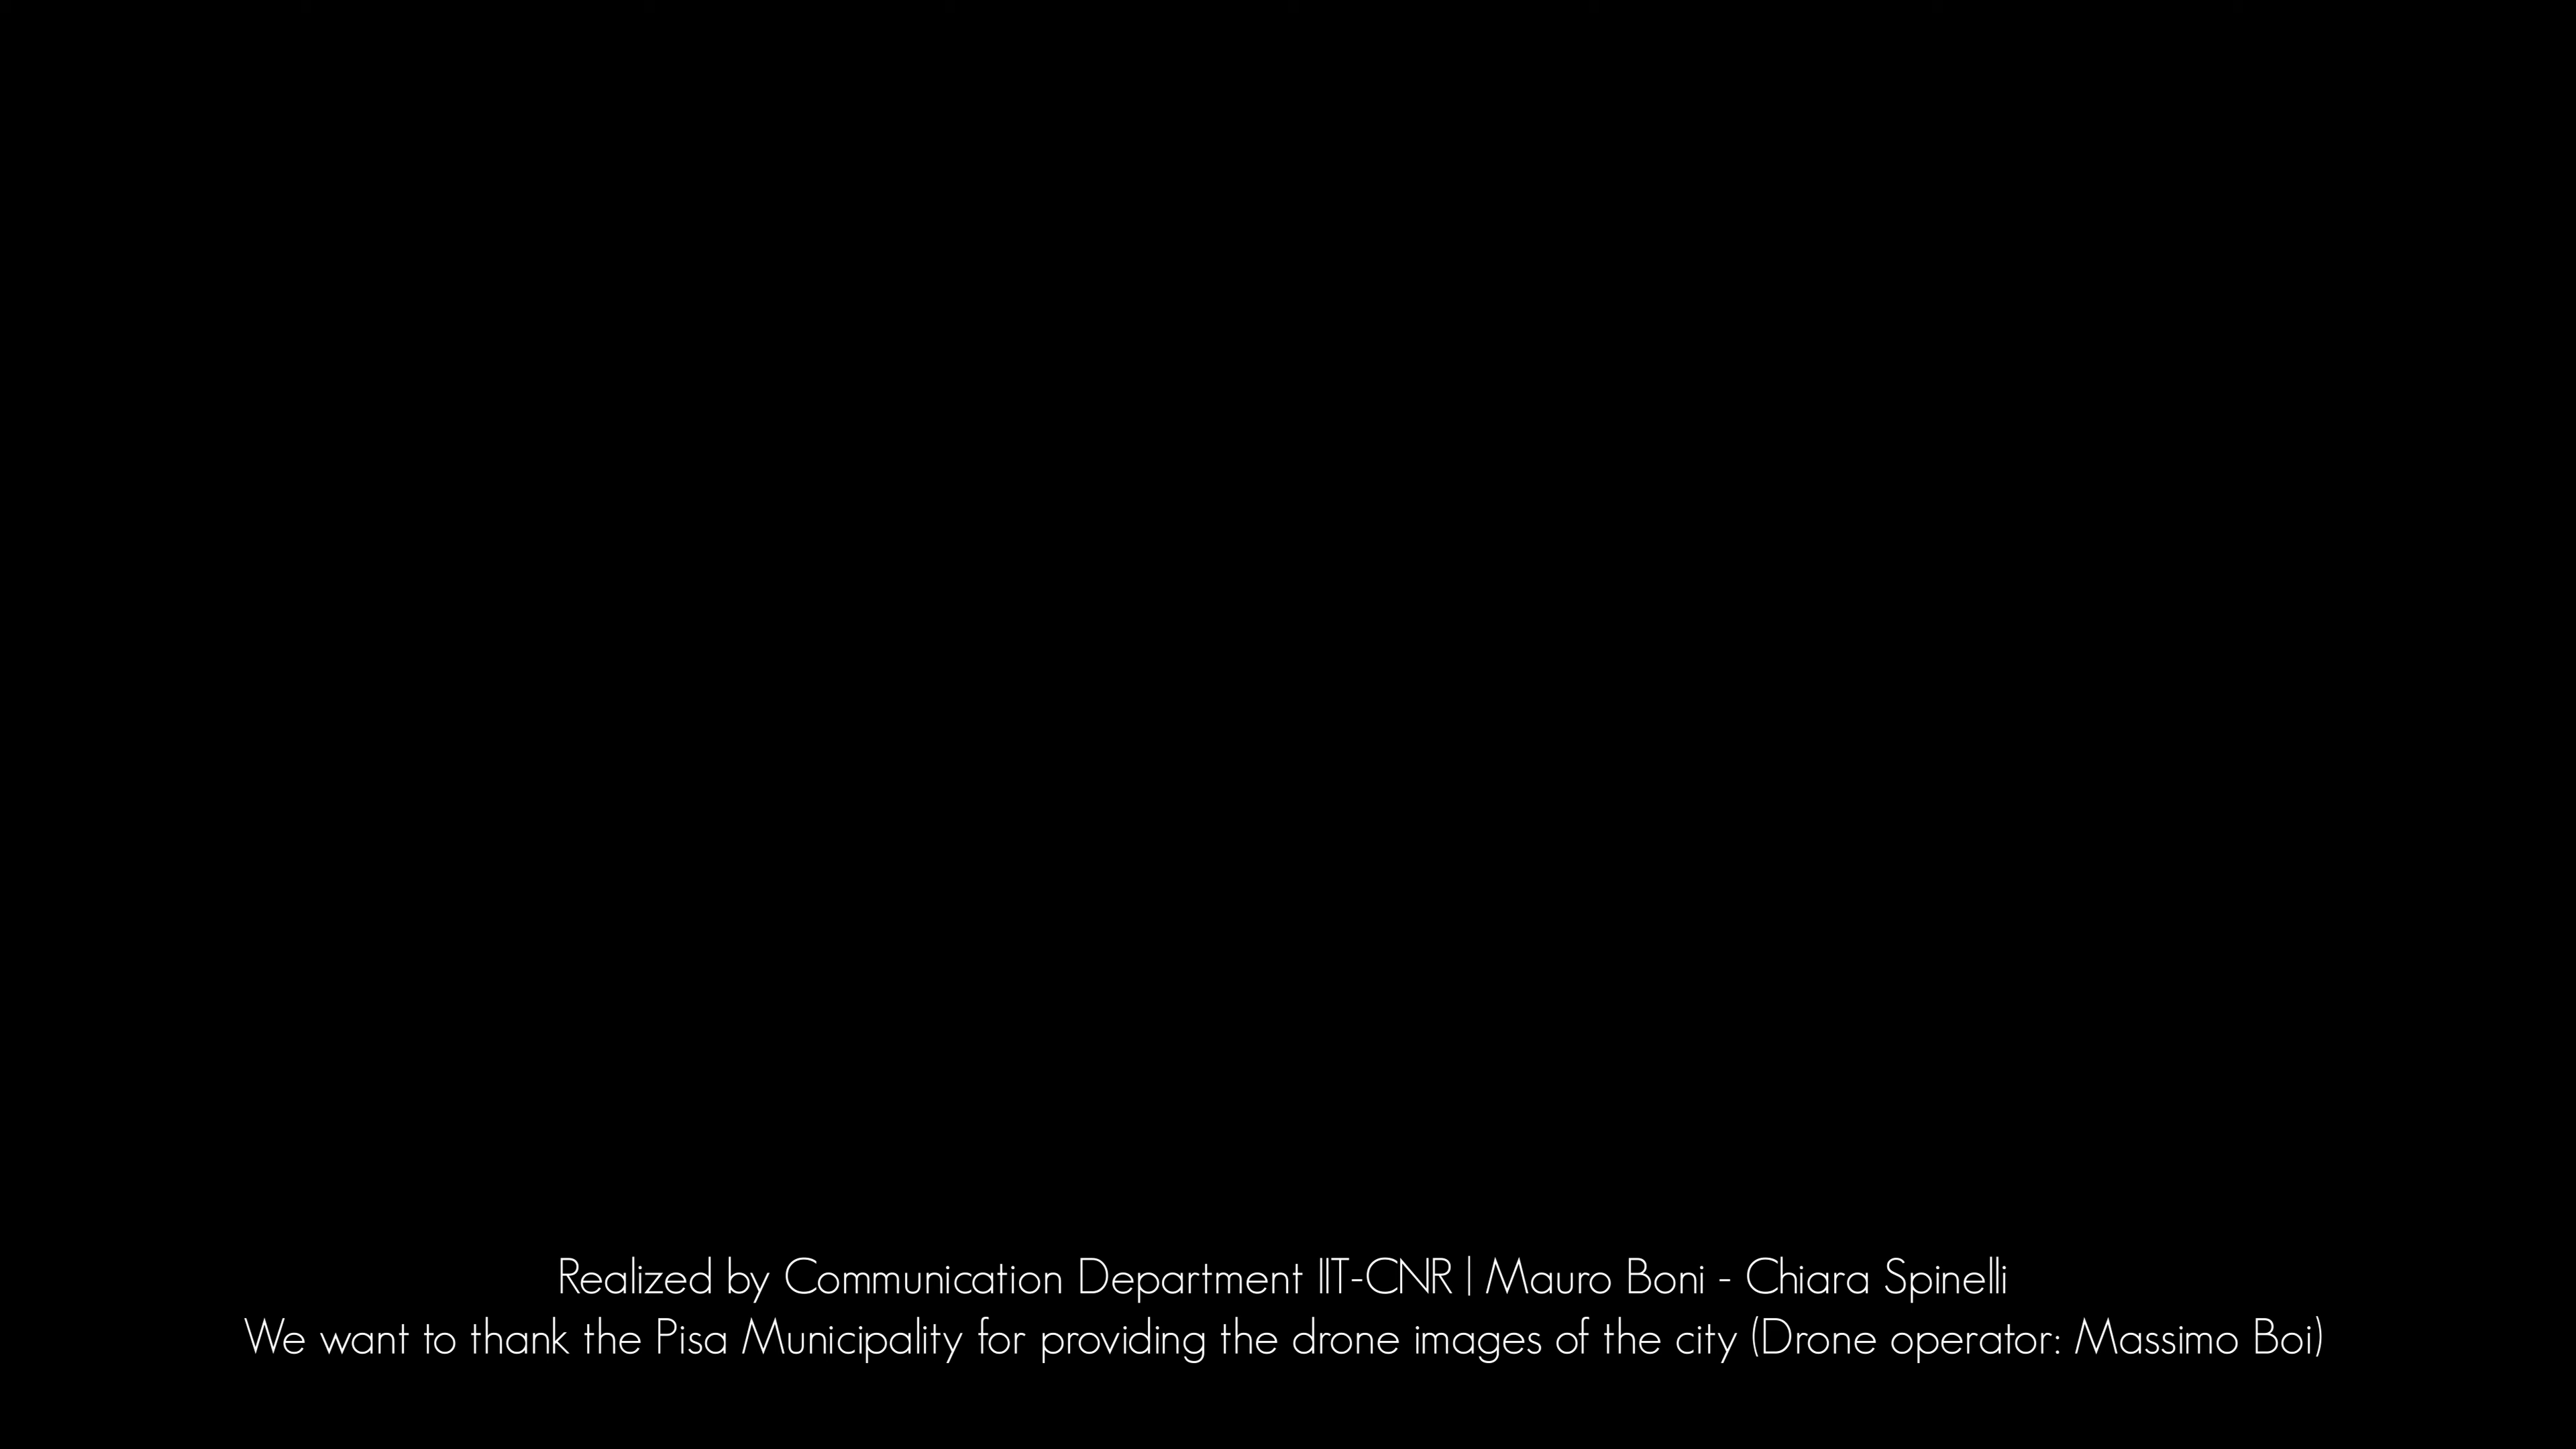 Realized by Communication Department IIT-CNR | Mauro Boni - Chiara Spinelli
We want to thank the Pisa Municipality for providing the drone images of the city (Drone operator: Massimo Boi)